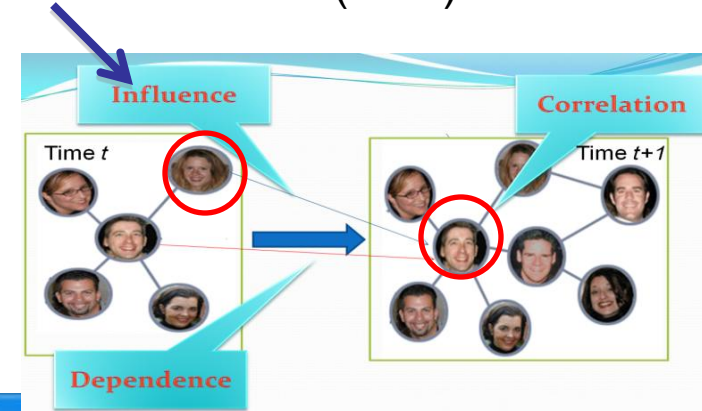 Influence
Correlation
Time t
Time t+1
Dependence